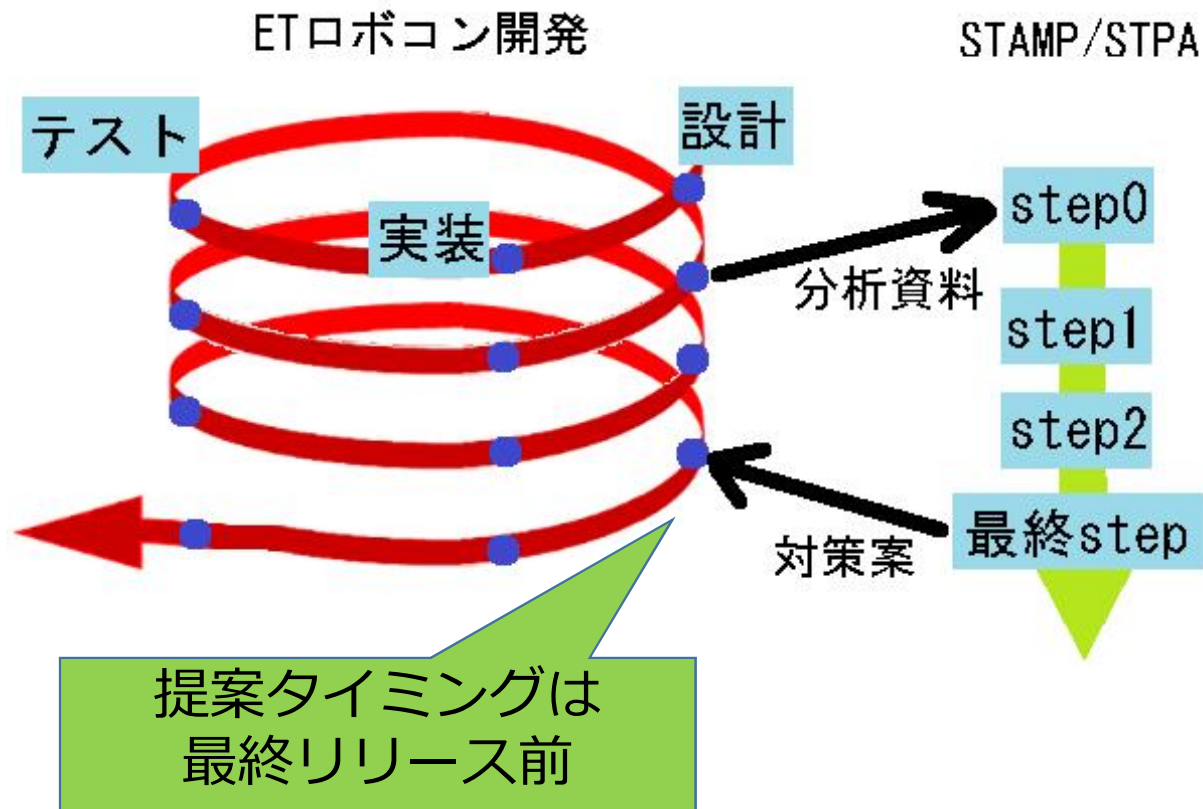 ETロボコン開発
STAMP/STPA
テスト
設計
実装
step0
分析資料
step1
step2
最終step
対策案
提案タイミングは
最終リリース前